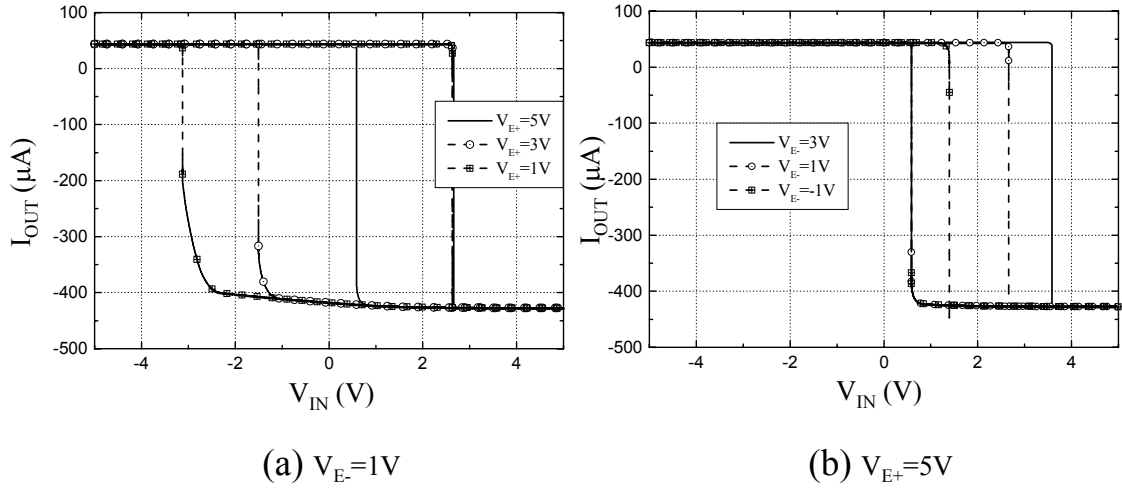 100
0
-100
-200
-300
-400
-500
I_OUT (μA)
-4 -2 0 2 4
V_IN (V)
V_E+=5V
V_E+=3V
V_E+=1V
(a) V_E-=1V
100
0
-100
-200
-300
-400
-500
I_OUT (μA)
-4 -2 0 2 4
V_IN (V)
V_E-=3V
V_E-=1V
V_E-=-1V
(b) V_E+=5V